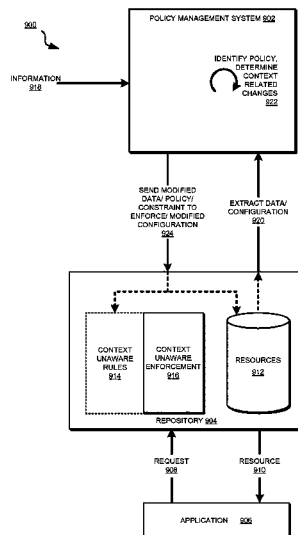 900
POLICY MANAGEMENT SYSTEM 902
INFORMATION
918
IDENTIFY POLICY,
DETERMINE
CONTEXT
RELATED
CHANGES
922
SEND MODIFIED
DATA/ POLICY/
CONSTRAINT TO
ENFORCE/ MODIFIED
CONFIGURATION
924
EXTRACT DATA/
CONFIGURATION
920
CONTEXT
UNAWARE
RULES
914
CONTEXT
UNAWARE
ENFORCEMENT
916
RESOURCES
912
REPOSITORY 904
REQUEST
908
RESOURCE
910
APPLICATION 906